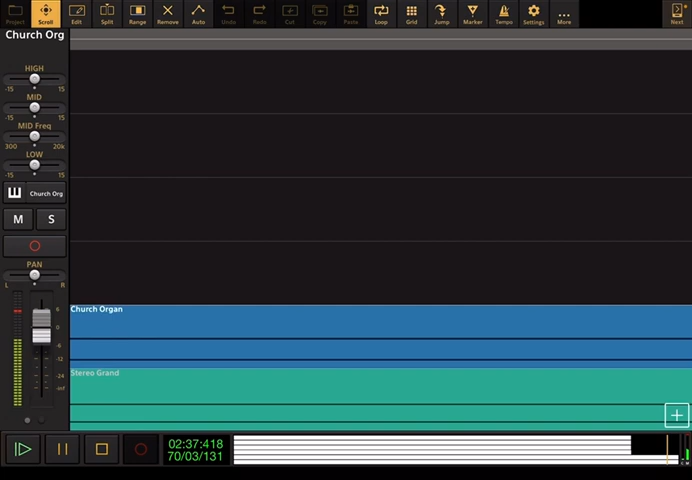 Project Scroll Edit Split Range Remove Auto Undo Redo Cut Copy Paste Loop Grid Jump Marker Tempo Settings More Next
Church Org
HIGH
-15 15
MID
-15 15
MID Freq
300 20k
LOW
-15 15
Church Org
M S
PAN
L R
6
0
-6
-12
-24
-inf
Church Organ
Stereo Grand
02:37:418
70/03/131
C M